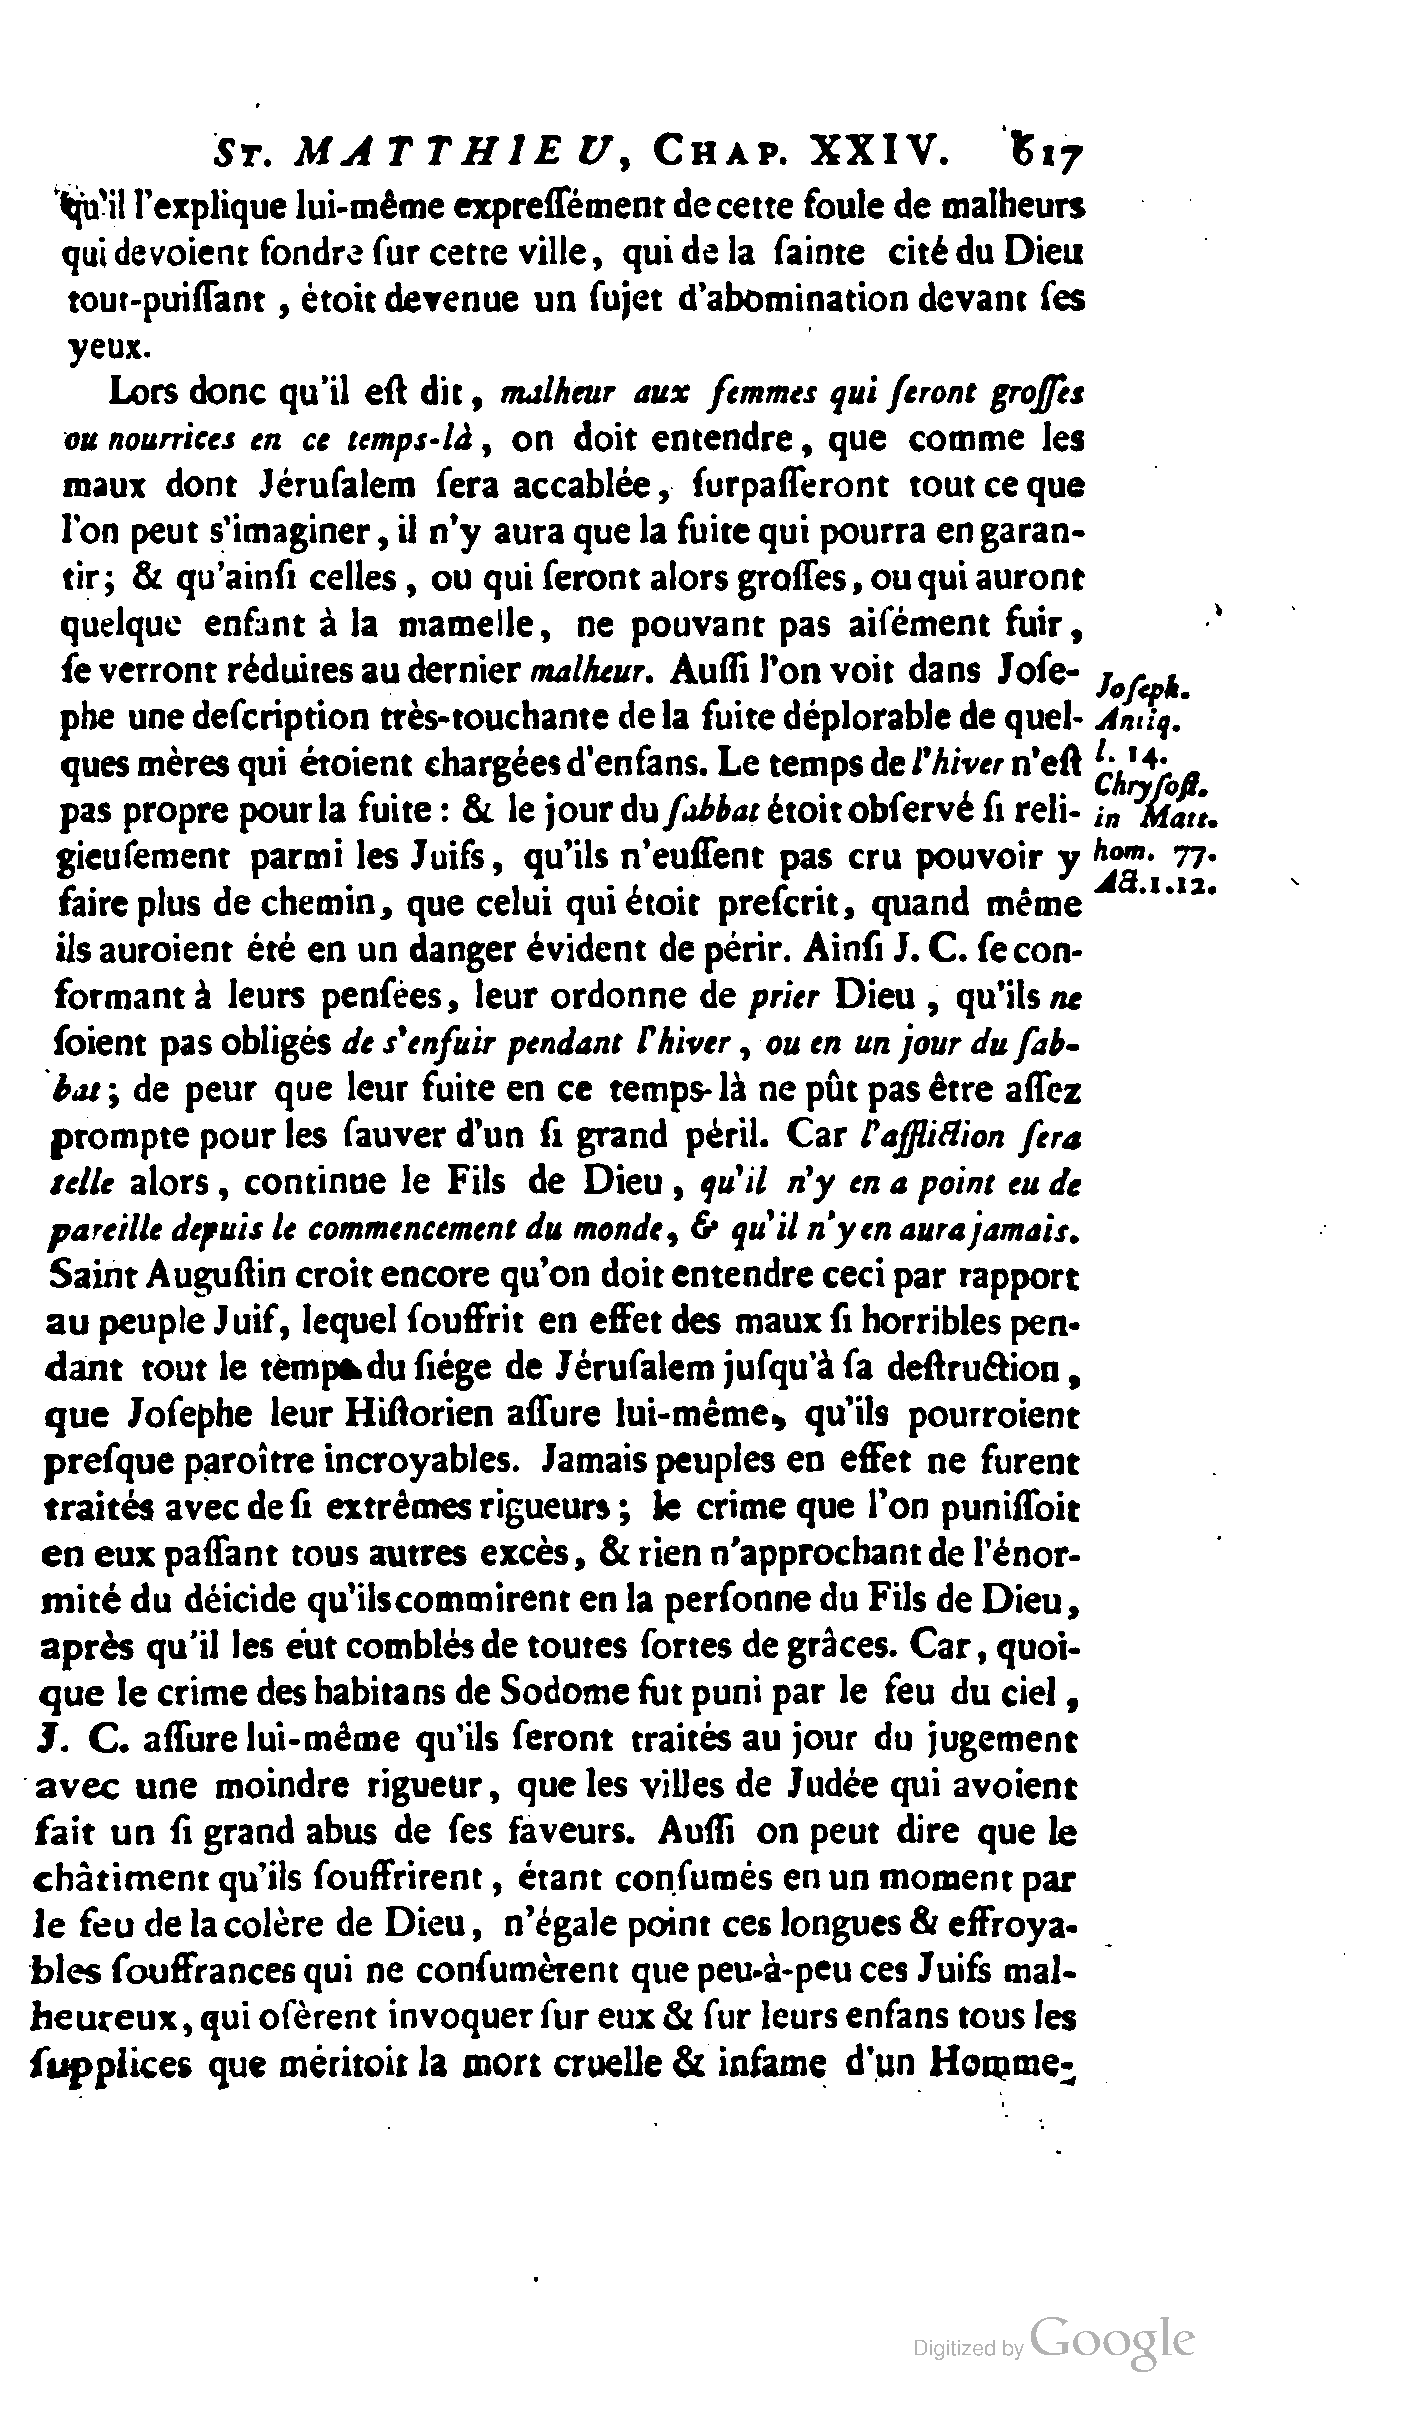 ST. MATTHIEU, CHAP. XXIV. 617
qu'il l'explique lui-même expreſſément de cette foule de malheurs
qui devoient fondre ſur cette ville, qui de la ſainte cité du Dieu
tout-puiſſant, étoit devenue un ſujet d'abomination devant ſes
yeux.
Lors donc qu'il eſt dit, malheur aux femmes qui ſeront groſſes
ou nourrices en ce temps-là, on doit entendre, que comme les
maux dont Jéruſalem ſera accablée, ſurpaſſeront tout ce que
l'on peut s'imaginer, il n'y aura que la fuite qui pourra en garan-
tir; & qu'ainſi celles, ou qui ſeront alors groſſes, ou qui auront
quelque enfant à la mamelle, ne pouvant pas aiſément fuir,
ſe verront réduites au dernier malheur. Auſſi l'on voit dans Joſe-
phe une deſcription très-touchante de la fuite déplorable de quel-
ques mères qui étoient chargées d'enfans. Le temps de l'hiver n'eſt
pas propre pour la fuite : & le jour du ſabbat étoit obſervé ſi reli-
gieuſement parmi les Juifs, qu'ils n'euſſent pas cru pouvoir y
faire plus de chemin, que celui qui étoit preſcrit, quand même
ils auroient été en un danger évident de périr. Ainſi J. C. ſe con-
formant à leurs penſées, leur ordonne de prier Dieu, qu'ils ne
ſoient pas obligés de s'enfuir pendant l'hiver, ou en un jour du ſab-
bat; de peur que leur fuite en ce temps-là ne pût pas être aſſez
prompte pour les ſauver d'un ſi grand péril. Car l'affliction ſera
telle alors, continue le Fils de Dieu, qu'il n'y en a point eu de
pareille depuis le commencement du monde, & qu'il n'y en aura jamais.
Saint Auguſtin croit encore qu'on doit entendre ceci par rapport
au peuple Juif, lequel ſouffrit en effet des maux ſi horribles pen-
dant tout le temps du ſiége de Jéruſalem juſqu'à ſa deſtruction,
que Joſephe leur Hiſtorien aſſure lui-même, qu'ils pourroient
preſque paroître incroyables. Jamais peuples en effet ne furent
traités avec de ſi extrêmes rigueurs; le crime que l'on puniſſoit
en eux paſſant tous autres excès, & rien n'approchant de l'énor-
mité du déicide qu'ils commirent en la perſonne du Fils de Dieu,
après qu'il les eut comblés de toutes ſortes de grâces. Car, quoi-
que le crime des habitans de Sodome fut puni par le feu du ciel,
J. C. aſſure lui-même qu'ils ſeront traités au jour du jugement
avec une moindre rigueur, que les villes de Judée qui avoient
fait un ſi grand abus de ſes faveurs. Auſſi on peut dire que le
châtiment qu'ils ſouffrirent, étant conſumés en un moment par
le feu de la colère de Dieu, n'égale point ces longues & effroya-
bles ſouffrances qui ne conſumèrent que peu-à-peu ces Juifs mal-
heureux, qui oſèrent invoquer ſur eux & ſur leurs enfans tous les
ſupplices que méritoit la mort cruelle & infame d'un Homme-
Joſeph.
Antiq.
l. 14.
Chryſoſt.
in Matt.
hom. 77.
Act. 1. 12.
Digitized by Google